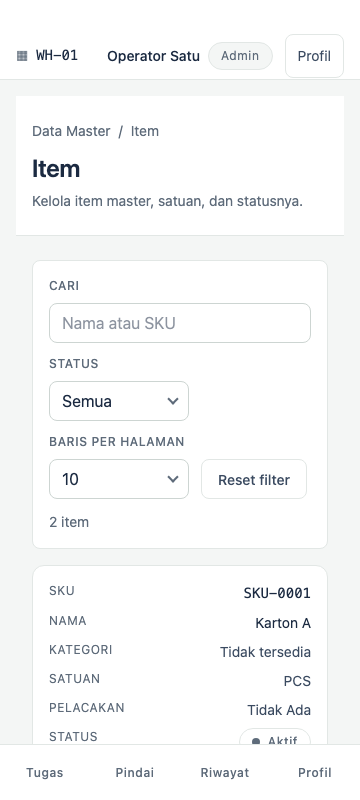 WH-01 Operator Satu Admin Profil
Data Master / Item
Item
Kelola item master, satuan, dan statusnya.
CARI
Nama atau SKU
STATUS
Semua
BARIS PER HALAMAN
10 Reset filter
2 item
SKU SKU-0001
NAMA Karton A
KATEGORI Tidak tersedia
SATUAN PCS
PELACAKAN Tidak Ada
STATUS Aktif
Tugas Pindai Riwayat Profil